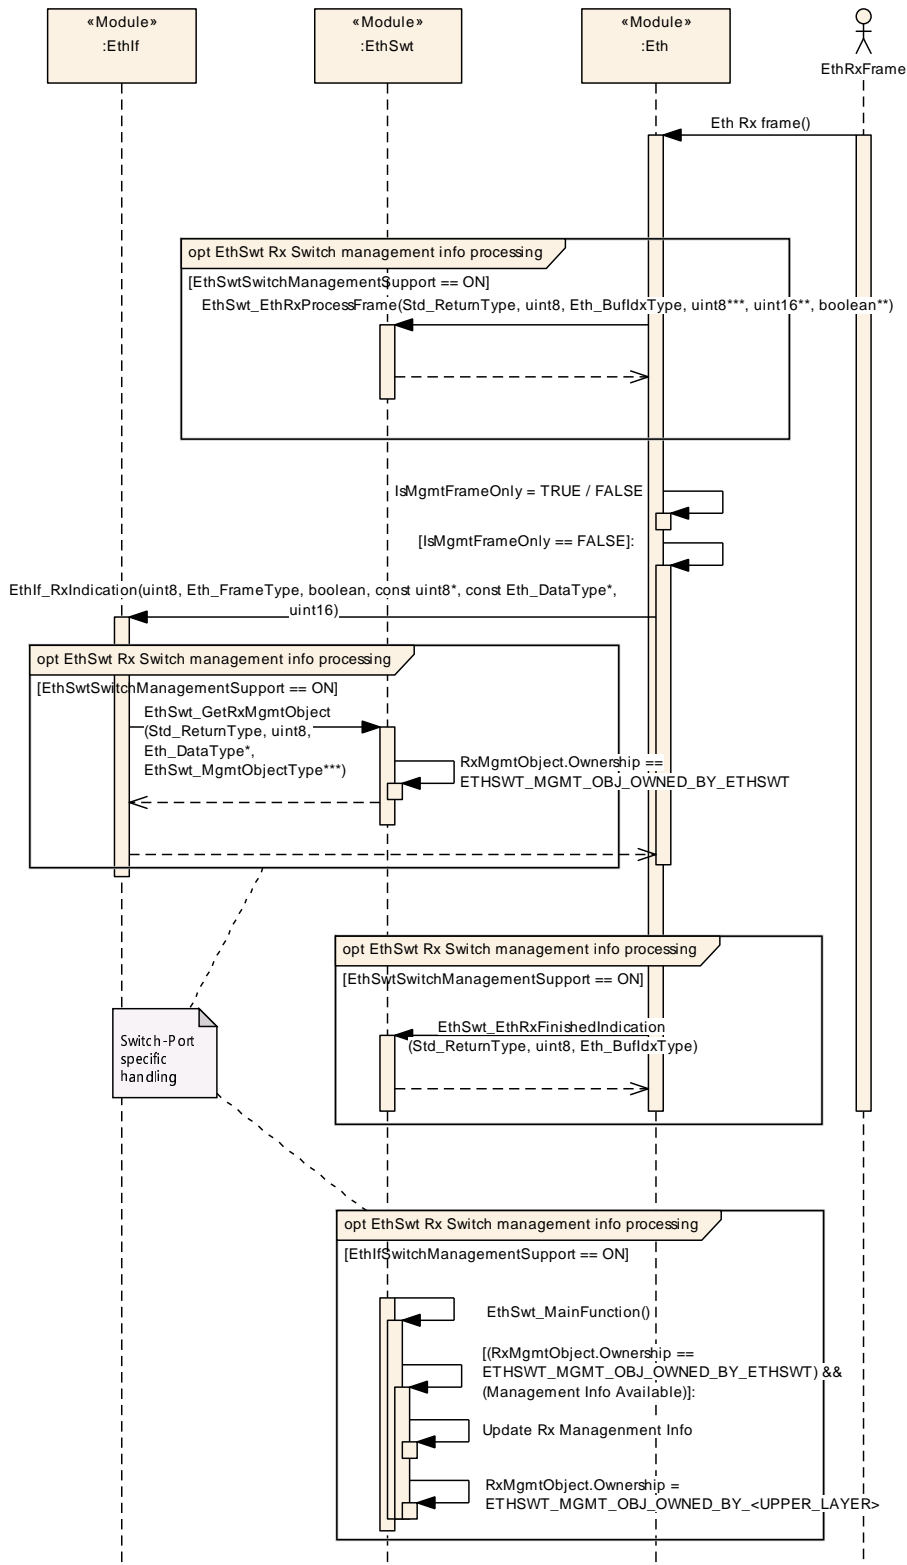 «Module»
:EthIf
«Module»
:EthSwt
«Module»
:Eth
EthRxFrame
Eth Rx frame()
opt EthSwt Rx Switch management info processing
[EthSwtSwitchManagementSupport == ON]
EthSwt_EthRxProcessFrame(Std_ReturnType, uint8, Eth_BufIdxType, uint8***, uint16**, boolean**)
IsMgmtFrameOnly = TRUE / FALSE
[IsMgmtFrameOnly == FALSE]:
EthIf_RxIndication(uint8, Eth_FrameType, boolean, const uint8*, const Eth_DataType*,
uint16)
opt EthSwt Rx Switch management info processing
[EthSwtSwitchManagementSupport == ON]
EthSwt_GetRxMgmtObject
(Std_ReturnType, uint8,
Eth_DataType*,
EthSwt_MgmtObjectType***)
RxMgmtObject.Ownership ==
ETHSWT_MGMT_OBJ_OWNED_BY_ETHSWT
opt EthSwt Rx Switch management info processing
[EthSwtSwitchManagementSupport == ON]
EthSwt_EthRxFinishedIndication
(Std_ReturnType, uint8, Eth_BufIdxType)
Switch-Port
specific
handling
opt EthSwt Rx Switch management info processing
[EthIfSwitchManagementSupport == ON]
EthSwt_MainFunction()
[(RxMgmtObject.Ownership ==
ETHSWT_MGMT_OBJ_OWNED_BY_ETHSWT) &&
(Management Info Available)]:
Update Rx Managenment Info
RxMgmtObject.Ownership =
ETHSWT_MGMT_OBJ_OWNED_BY_<UPPER_LAYER>